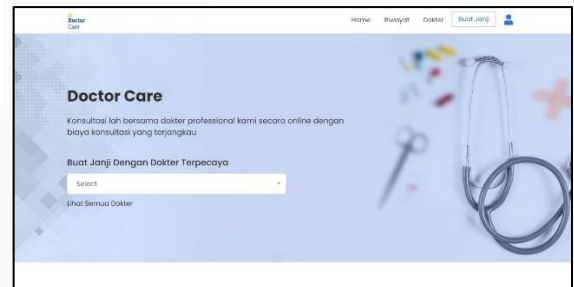 Doctor
Care
Home Riwayat Dokter Buat Janji
Doctor Care
Konsultasi lah bersama dokter professional kami secara online dengan
biaya konsultasi yang terjangkau
Buat Janji Dengan Dokter Terpecaya
Select
Lihat Semua Dokter